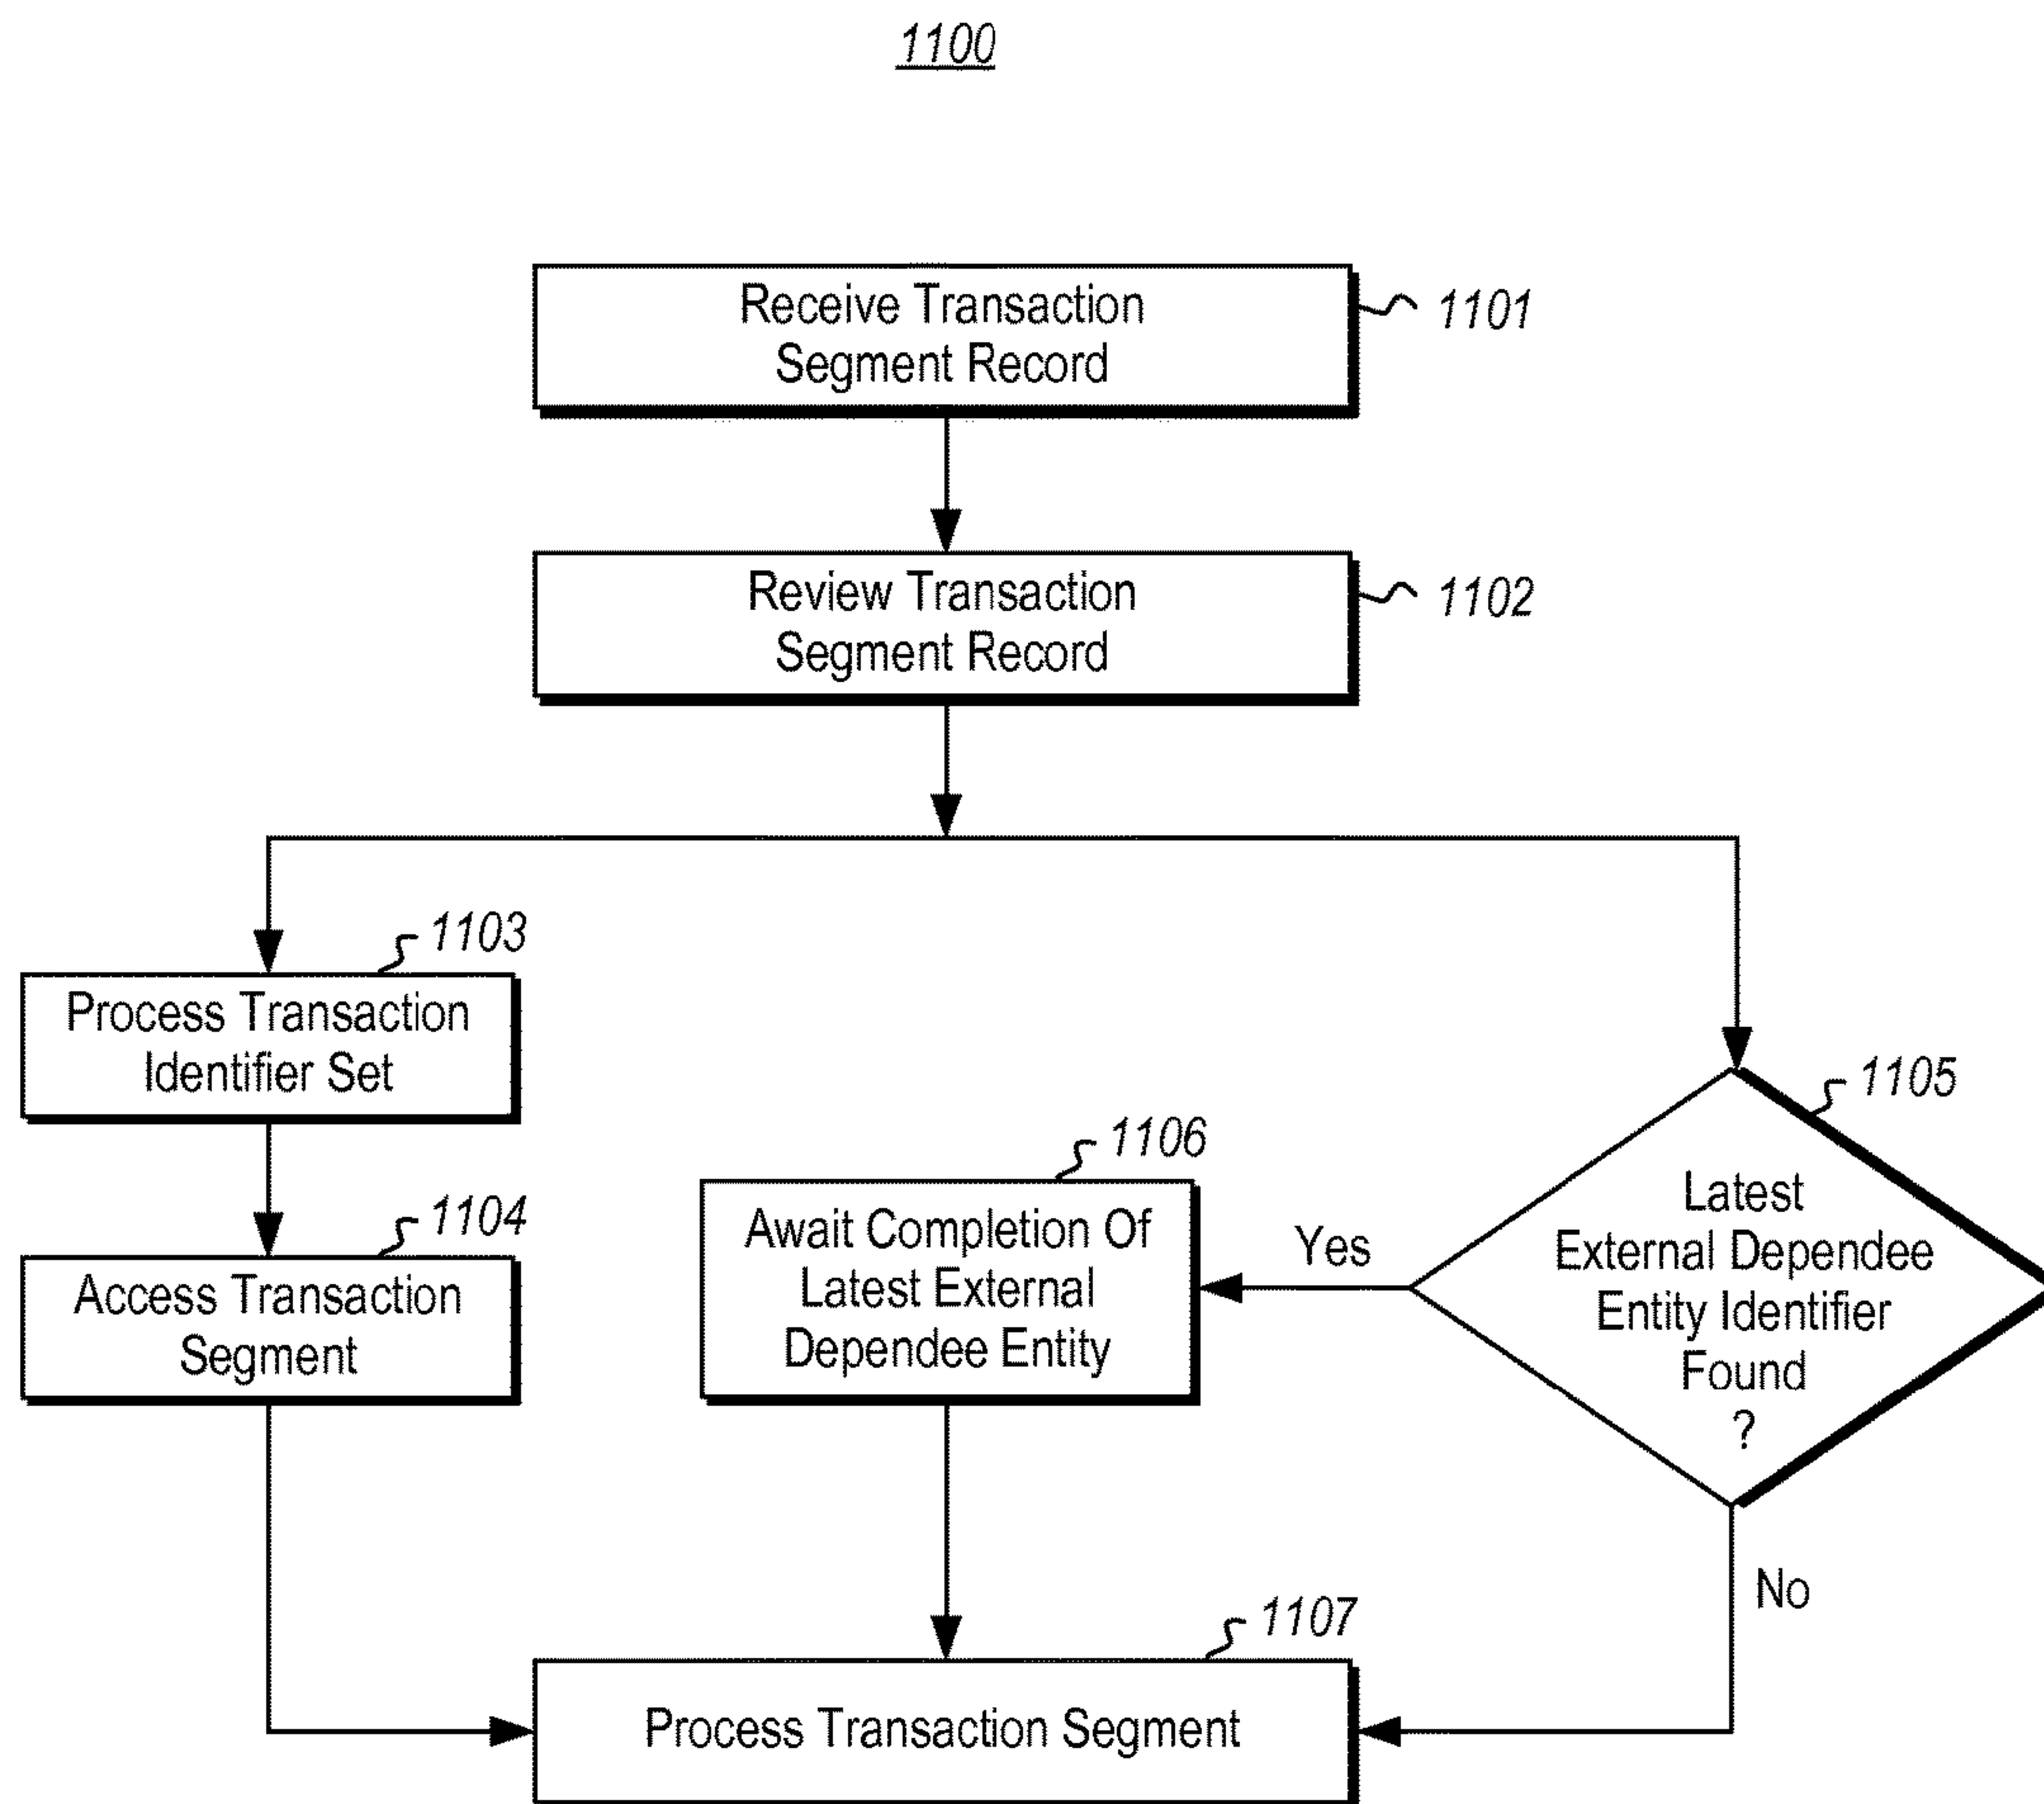 1100
Receive Transaction
Segment Record
1101
Review Transaction
Segment Record
1102
1103
Process Transaction
Identifier Set
1104
Access Transaction
Segment
1105
Latest
External Dependee
Entity Identifier
Found
?
Yes
1106
Await Completion Of
Latest External
Dependee Entity
No
1107
Process Transaction Segment